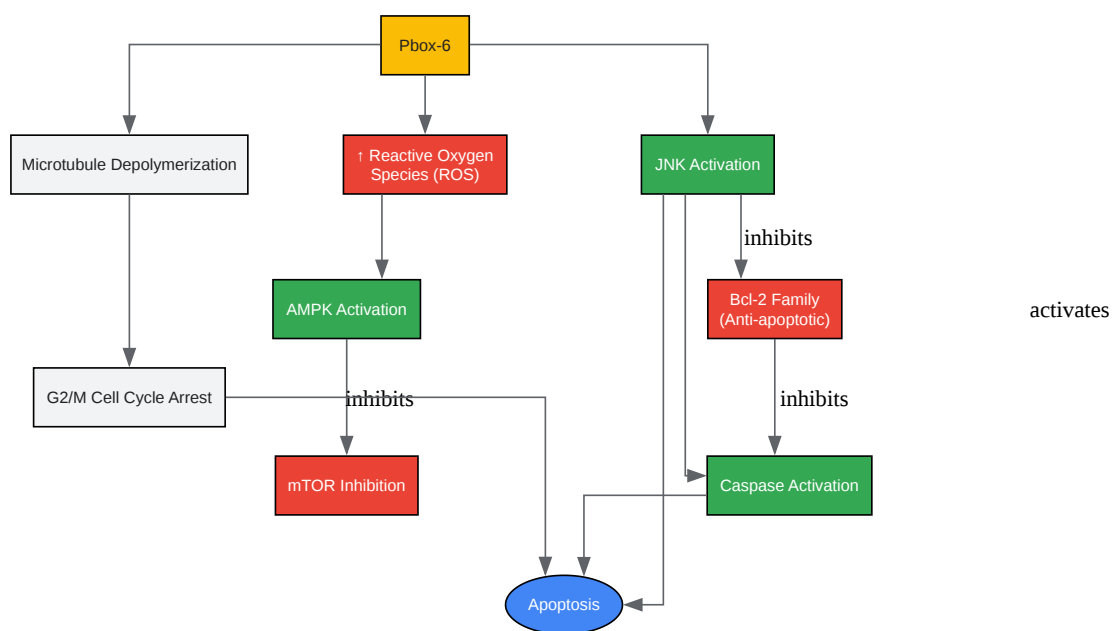 Pbox-6
Microtubule Depolymerization
↑ Reactive Oxygen
Species (ROS)
JNK Activation
inhibits
AMPK Activation
Bcl-2 Family
(Anti-apoptotic)
activates
G2/M Cell Cycle Arrest
inhibits
inhibits
mTOR Inhibition
Caspase Activation
Apoptosis